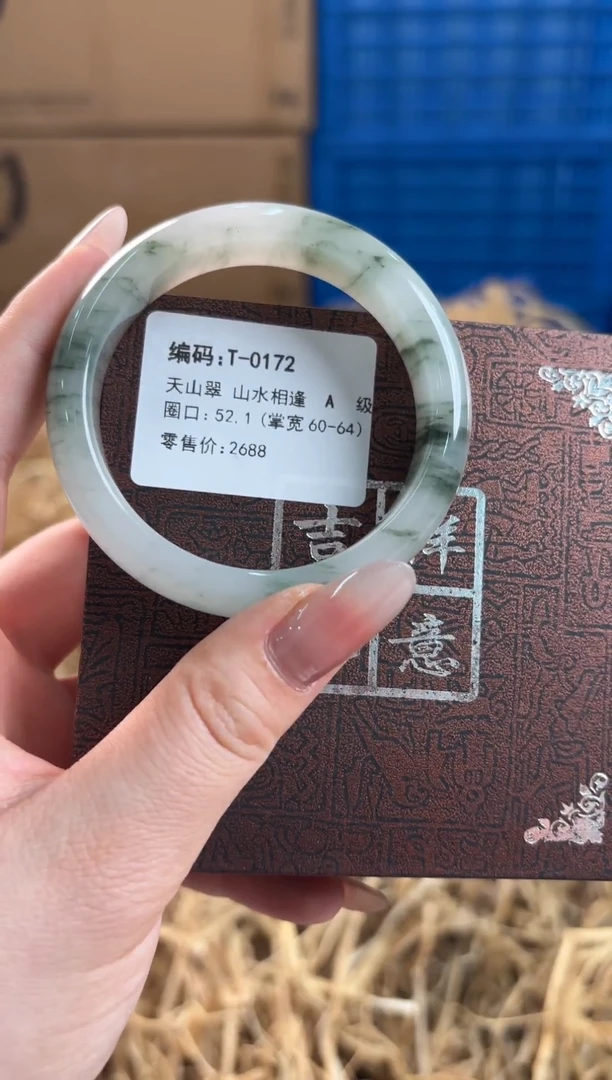 编码:T-0172
天山翠 山水相逢 A 级
圈口:52.1(掌宽60-64)
零售价:2688
吉祥
意